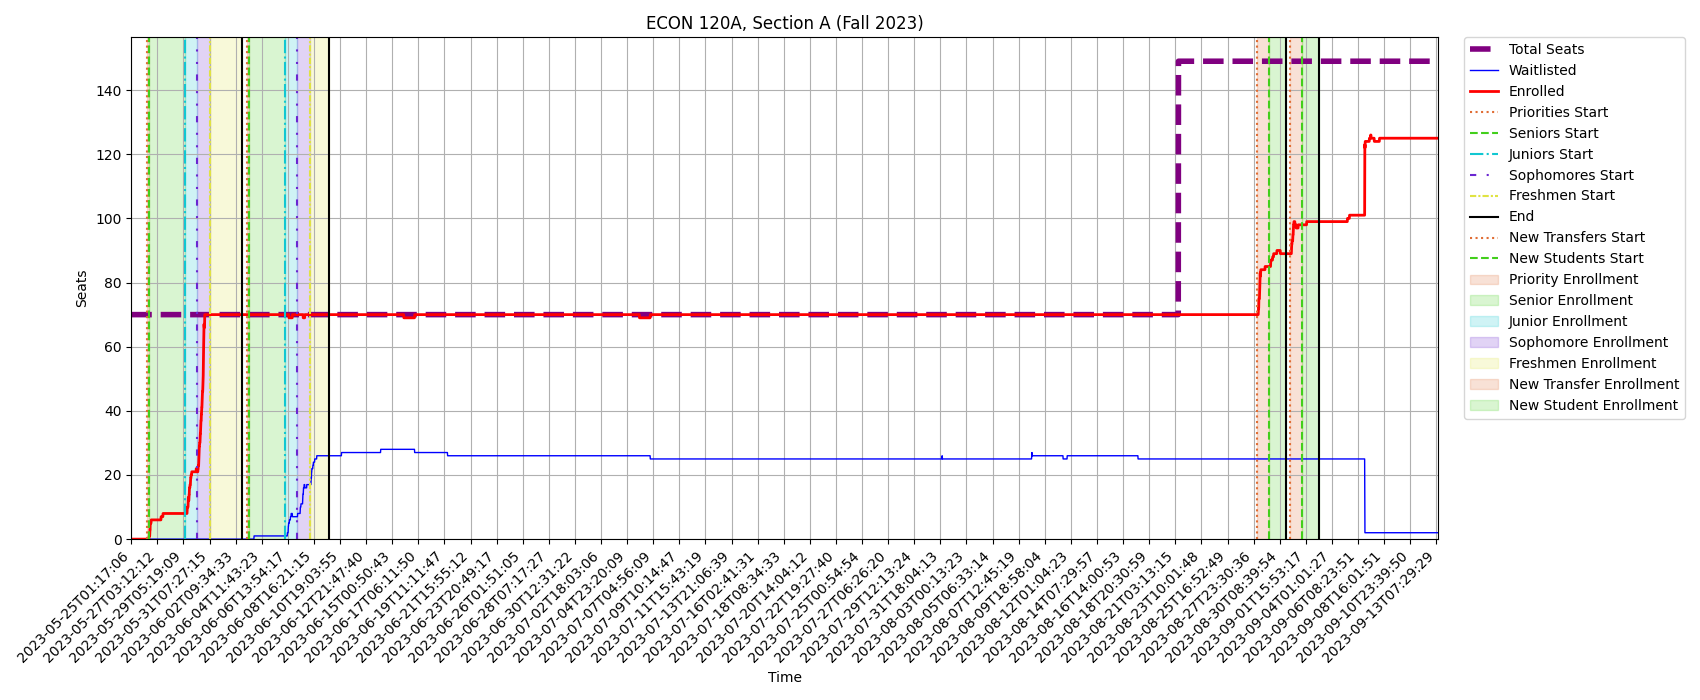 ECON 120A, Section A (Fall 2023)
Seats
140
120
100
80
60
40
20
0
2023-05-25T01:17:06
2023-05-27T03:12:12
2023-05-29T05:19:09
2023-05-31T07:27:15
2023-06-02T09:34:33
2023-06-04T11:43:23
2023-06-06T13:54:17
2023-06-08T16:21:15
2023-06-10T19:03:55
2023-06-12T21:47:40
2023-06-15T00:50:43
2023-06-17T06:11:50
2023-06-19T11:11:47
2023-06-21T15:55:12
2023-06-23T20:49:17
2023-06-26T01:51:05
2023-06-28T07:17:27
2023-06-30T12:31:22
2023-07-02T18:03:06
2023-07-04T23:20:09
2023-07-07T04:56:09
2023-07-09T10:14:47
2023-07-11T15:43:19
2023-07-13T21:06:39
2023-07-16T02:41:31
2023-07-18T08:34:33
2023-07-20T14:04:12
2023-07-22T19:27:40
2023-07-25T00:54:54
2023-07-27T06:26:20
2023-07-29T12:13:24
2023-07-31T18:04:13
2023-08-03T00:13:23
2023-08-05T06:33:14
2023-08-07T12:45:19
2023-08-09T18:58:04
2023-08-12T01:04:23
2023-08-14T07:29:57
2023-08-16T14:00:53
2023-08-18T20:30:59
2023-08-21T03:13:15
2023-08-23T10:01:48
2023-08-25T16:52:49
2023-08-27T23:30:36
2023-08-30T08:39:54
2023-09-01T15:53:17
2023-09-04T01:01:27
2023-09-06T08:23:51
2023-09-08T16:01:51
2023-09-10T23:39:50
2023-09-13T07:29:29
Time
Total Seats
Waitlisted
Enrolled
Priorities Start
Seniors Start
Juniors Start
Sophomores Start
Freshmen Start
End
New Transfers Start
New Students Start
Priority Enrollment
Senior Enrollment
Junior Enrollment
Sophomore Enrollment
Freshmen Enrollment
New Transfer Enrollment
New Student Enrollment